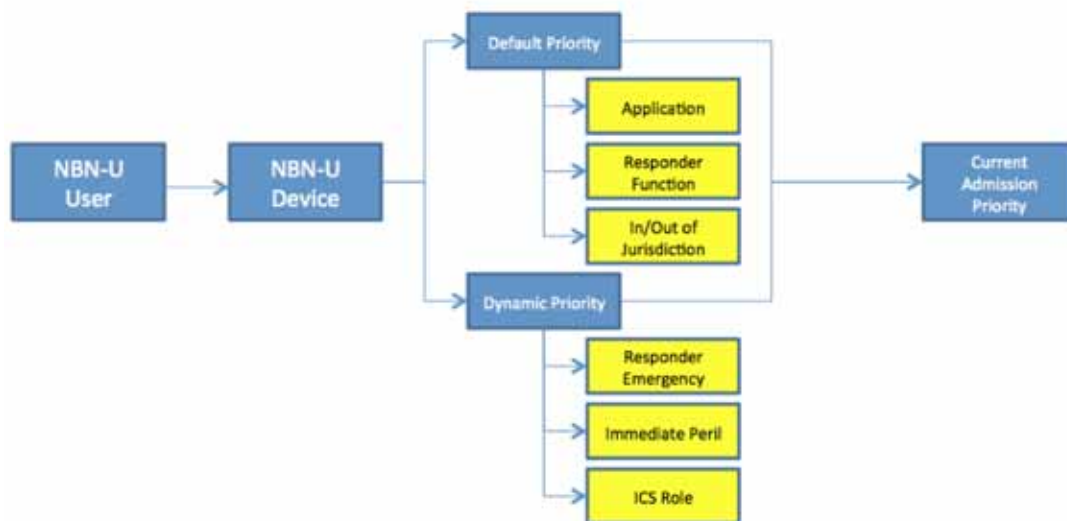 NBN-U
User
NBN-U
Device
Default Priority
Application
Responder
Function
In/Out of
Jurisdiction
Dynamic Priority
Responder
Emergency
Immediate Peril
ICS Role
Current
Admission
Priority